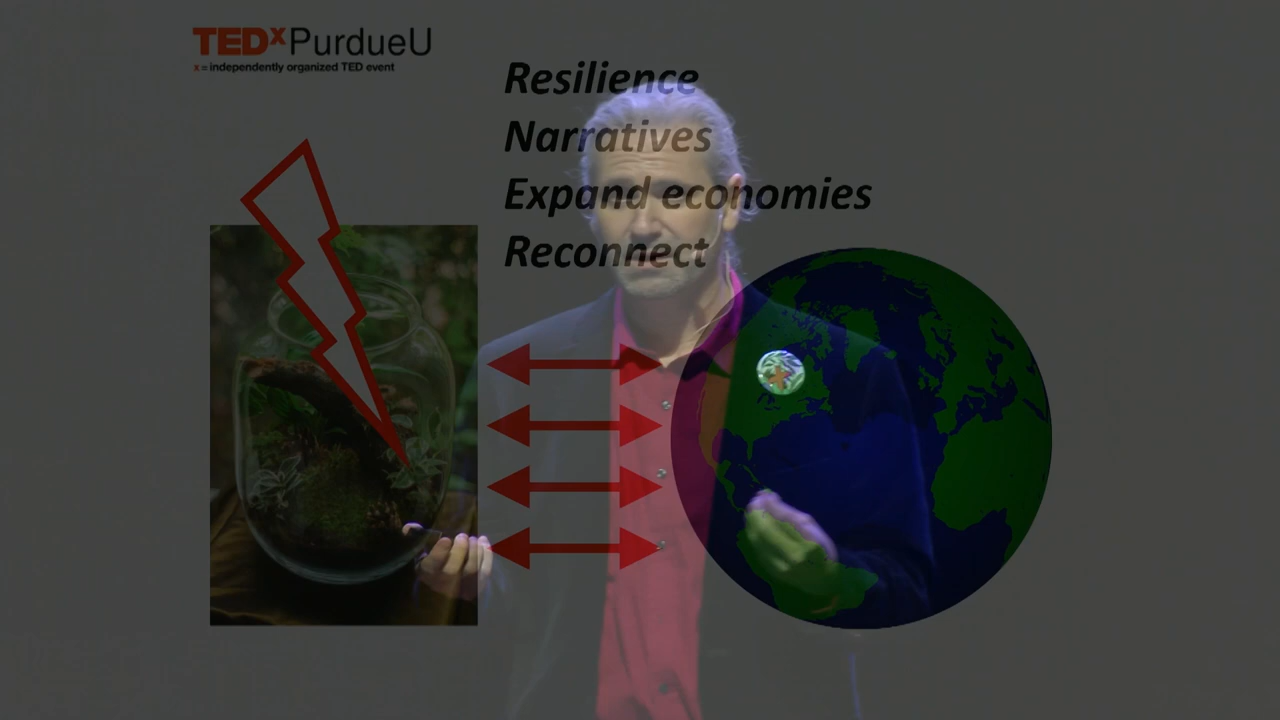 TEDxPurdueU
x = independently organized TED event
Resilience
Narratives
Expand economies
Reconnect